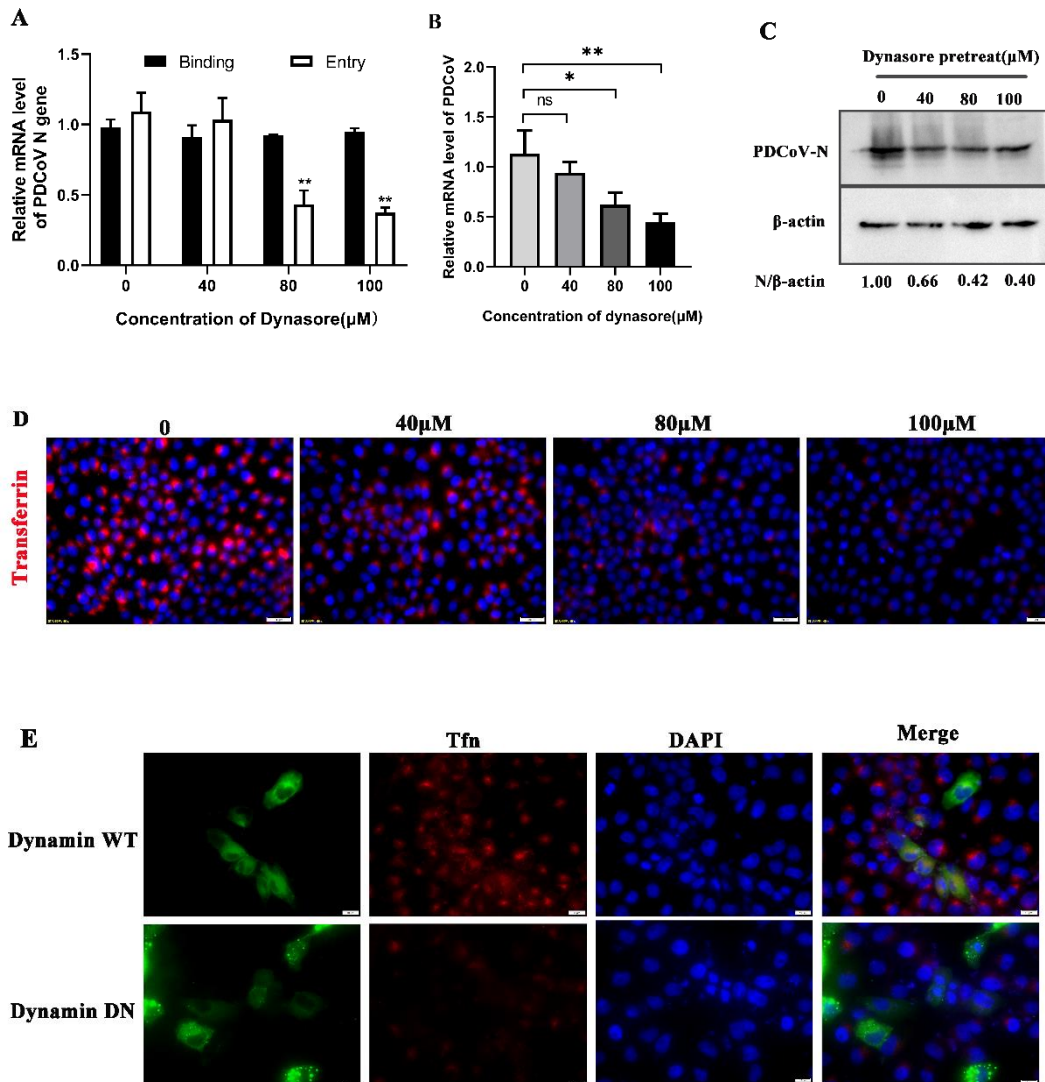 A
Relative mRNA level
of PDCoV N gene
1.5
1.0
0.5
0.0
Binding
Entry
**
**
0
40
80
100
Concentration of Dynasore(μM)
B
Relative mRNA level of PDCoV
2.0
1.5
1.0
0.5
0.0
**
*
ns
0
40
80
100
Concentration of dynasore(μM)
C
Dynasore pretreat(μM)
0 40 80 100
PDCoV-N
β-actin
N/β-actin 1.00 0.66 0.42 0.40
D
0 40μM 80μM 100μM
Transferrin
E
Tfn DAPI Merge
Dynamin WT
Dynamin DN